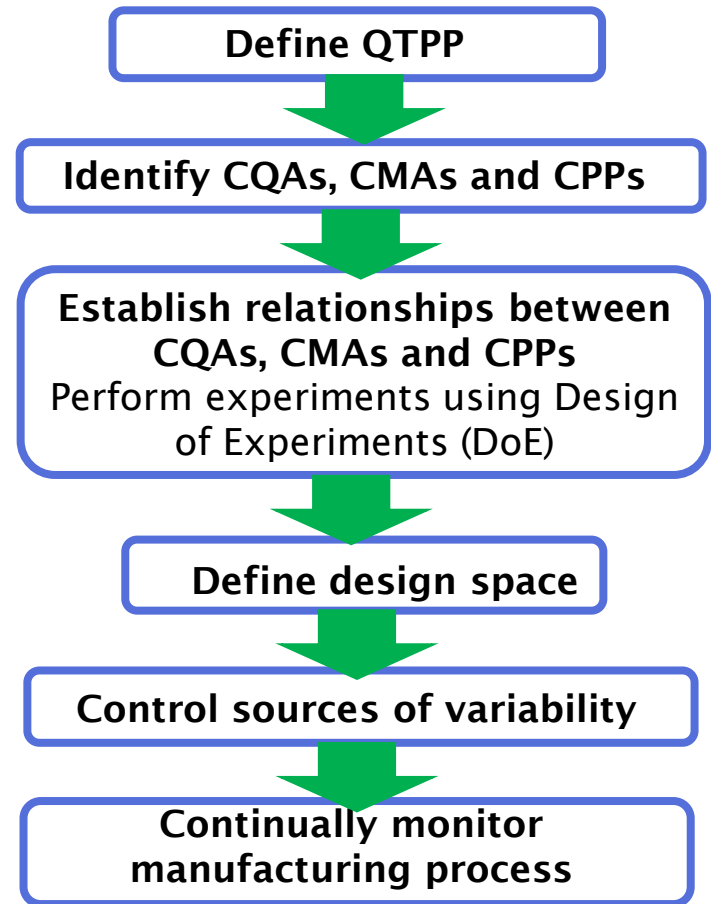 Define QTPP
Identify CQAs, CMAs and CPPs
Establish relationships between
CQAs, CMAs and CPPs
Perform experiments using Design
of Experiments (DoE)
Define design space
Control sources of variability
Continually monitor
manufacturing process